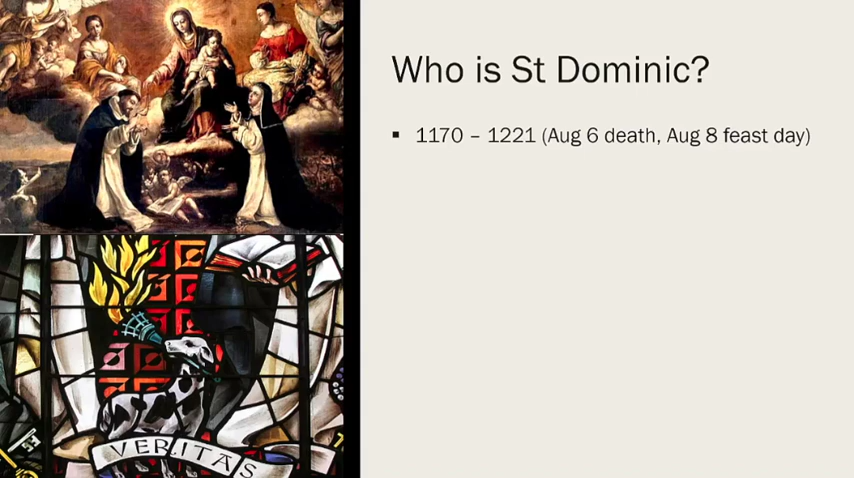 Who is St Dominic?
▪ 1170 – 1221 (Aug 6 death, Aug 8 feast day)
VERITAS